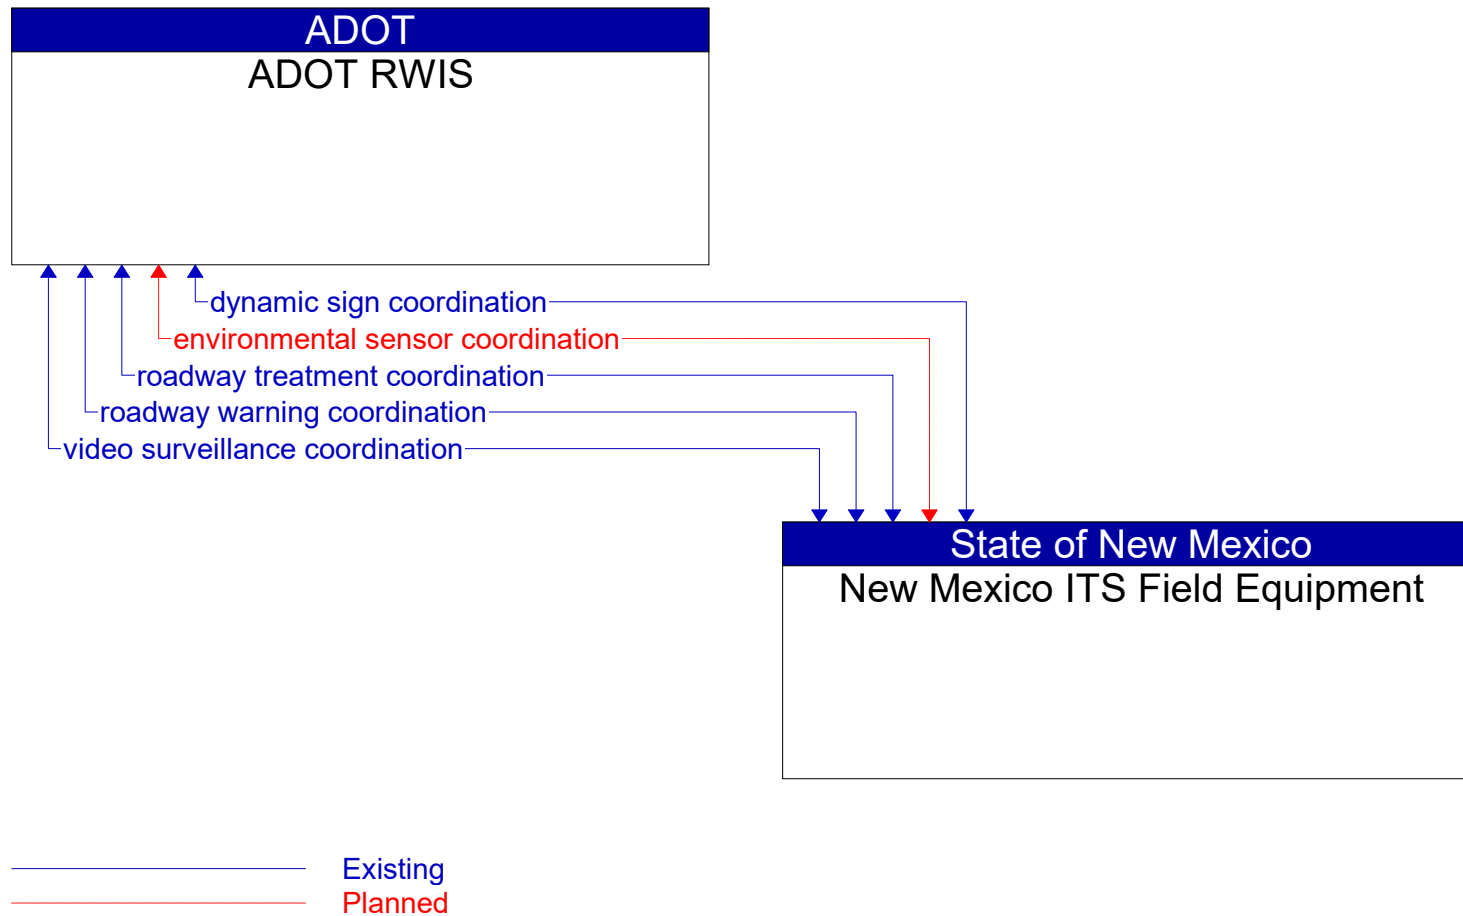 ADOT
ADOT RWIS
dynamic sign coordination
environmental sensor coordination
roadway treatment coordination
roadway warning coordination
video surveillance coordination
State of New Mexico
New Mexico ITS Field Equipment
Existing
Planned